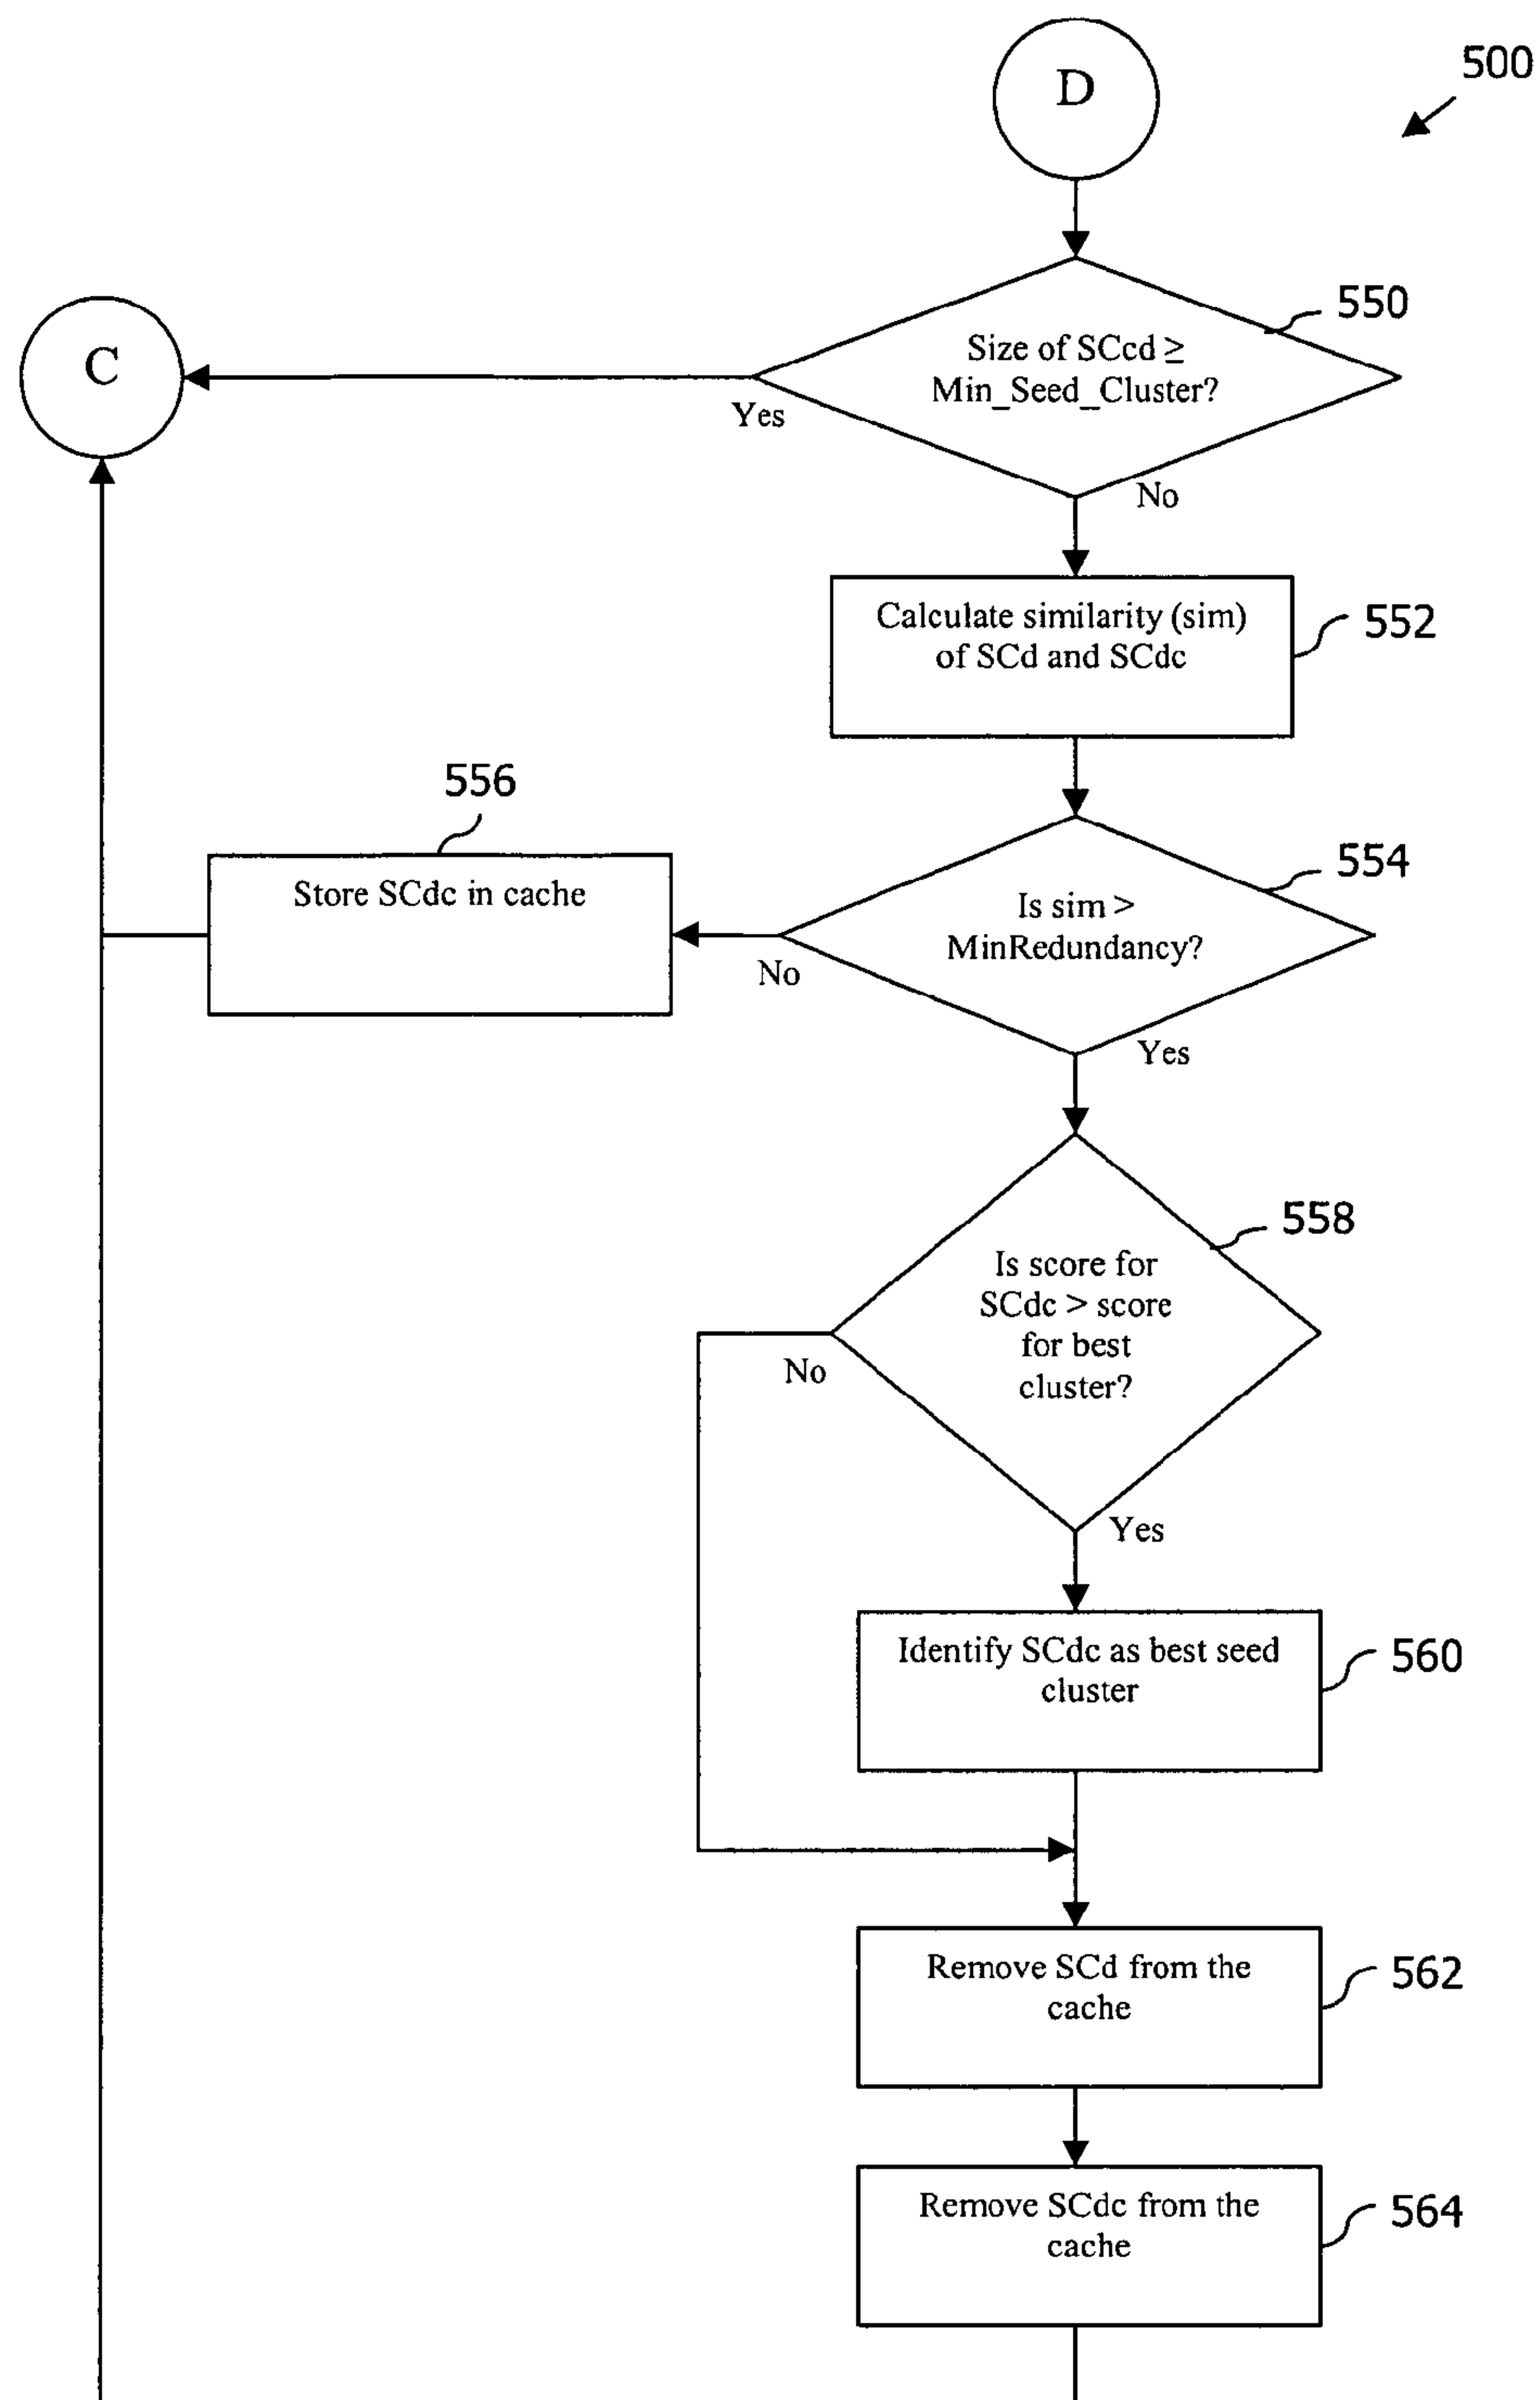 D
500
C
550
Size of SCcd ≥
Min_Seed_Cluster?
Yes
No
Calculate similarity (sim)
of SCd and SCdc
552
556
Store SCdc in cache
554
Is sim >
MinRedundancy?
No
Yes
558
Is score for
SCdc > score
for best
cluster?
No
Yes
Identify SCdc as best seed
cluster
560
Remove SCd from the
cache
562
Remove SCdc from the
cache
564